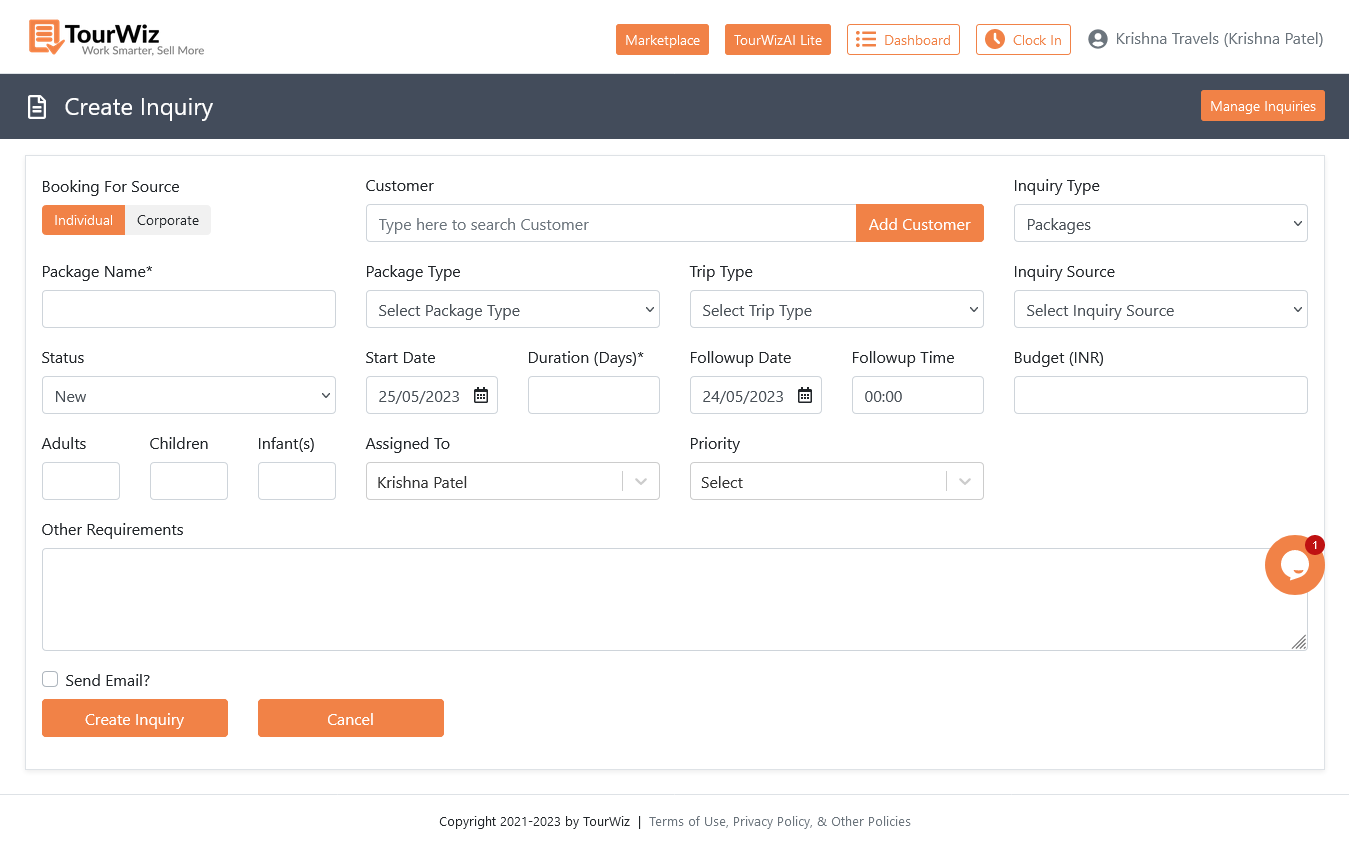 TourWiz
Work Smarter, Sell More
Marketplace
TourWizAI Lite
Dashboard
Clock In
Krishna Travels (Krishna Patel)
Create Inquiry
Manage Inquiries
Booking For Source
Individual
Corporate
Customer
Type here to search Customer
Add Customer
Inquiry Type
Packages
Package Name*
Package Type
Select Package Type
Trip Type
Select Trip Type
Inquiry Source
Select Inquiry Source
Status
New
Start Date
25/05/2023
Duration (Days)*
Followup Date
24/05/2023
Followup Time
00:00
Budget (INR)
Adults
Children
Infant(s)
Assigned To
Krishna Patel
Priority
Select
Other Requirements
1
Send Email?
Create Inquiry
Cancel
Copyright 2021-2023 by TourWiz | Terms of Use, Privacy Policy, & Other Policies